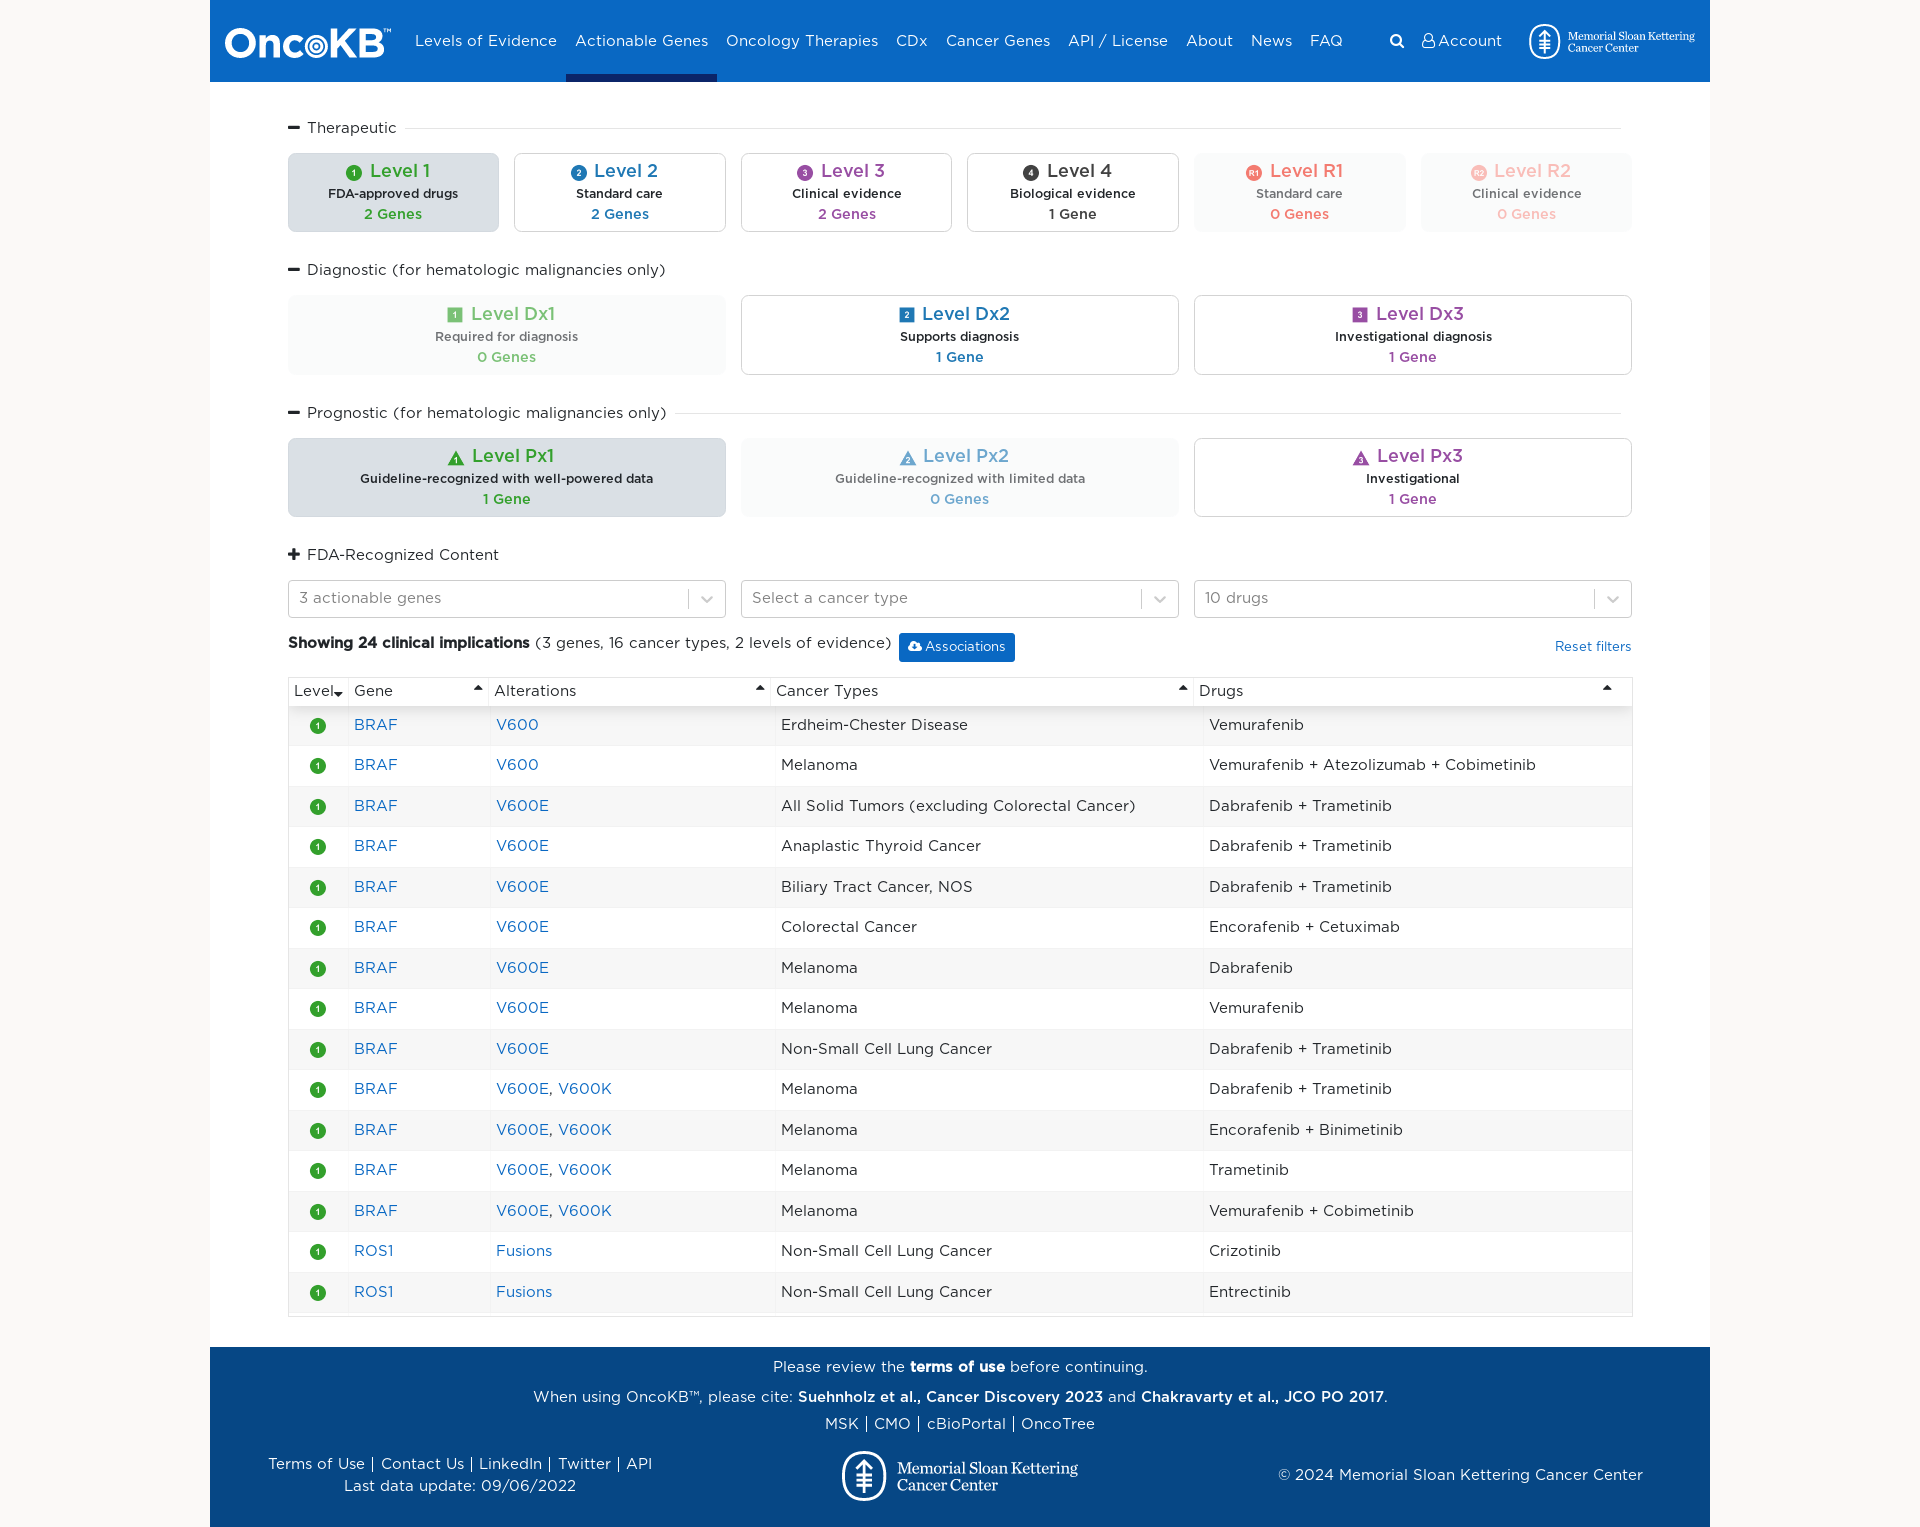 OncoKB™ Levels of Evidence Actionable Genes Oncology Therapies CDx Cancer Genes API / License About News FAQ Account Memorial Sloan Kettering Cancer Center
Therapeutic
1 Level 1 2 Level 2 3 Level 3 4 Level 4 R1 Level R1 R2 Level R2
FDA-approved drugs Standard care Clinical evidence Biological evidence Standard care Clinical evidence
2 Genes 2 Genes 2 Genes 1 Gene 0 Genes 0 Genes
Diagnostic (for hematologic malignancies only)
1 Level Dx1 2 Level Dx2 3 Level Dx3
Required for diagnosis Supports diagnosis Investigational diagnosis
0 Genes 1 Gene 1 Gene
Prognostic (for hematologic malignancies only)
1 Level Px1 2 Level Px2 3 Level Px3
Guideline-recognized with well-powered data Guideline-recognized with limited data Investigational
1 Gene 0 Genes 1 Gene
FDA-Recognized Content
3 actionable genes Select a cancer type 10 drugs
Showing 24 clinical implications (3 genes, 16 cancer types, 2 levels of evidence) Associations Reset filters
Level Gene Alterations Cancer Types Drugs
1 BRAF V600 Erdheim-Chester Disease Vemurafenib
1 BRAF V600 Melanoma Vemurafenib + Atezolizumab + Cobimetinib
1 BRAF V600E All Solid Tumors (excluding Colorectal Cancer) Dabrafenib + Trametinib
1 BRAF V600E Anaplastic Thyroid Cancer Dabrafenib + Trametinib
1 BRAF V600E Biliary Tract Cancer, NOS Dabrafenib + Trametinib
1 BRAF V600E Colorectal Cancer Encorafenib + Cetuximab
1 BRAF V600E Melanoma Dabrafenib
1 BRAF V600E Melanoma Vemurafenib
1 BRAF V600E Non-Small Cell Lung Cancer Dabrafenib + Trametinib
1 BRAF V600E, V600K Melanoma Dabrafenib + Trametinib
1 BRAF V600E, V600K Melanoma Encorafenib + Binimetinib
1 BRAF V600E, V600K Melanoma Trametinib
1 BRAF V600E, V600K Melanoma Vemurafenib + Cobimetinib
1 ROS1 Fusions Non-Small Cell Lung Cancer Crizotinib
1 ROS1 Fusions Non-Small Cell Lung Cancer Entrectinib
Please review the terms of use before continuing.
When using OncoKB™, please cite: Suehnholz et al., Cancer Discovery 2023 and Chakravarty et al., JCO PO 2017.
MSK | CMO | cBioPortal | OncoTree
Terms of Use | Contact Us | LinkedIn | Twitter | API
Last data update: 09/06/2022
Memorial Sloan Kettering
Cancer Center
© 2024 Memorial Sloan Kettering Cancer Center